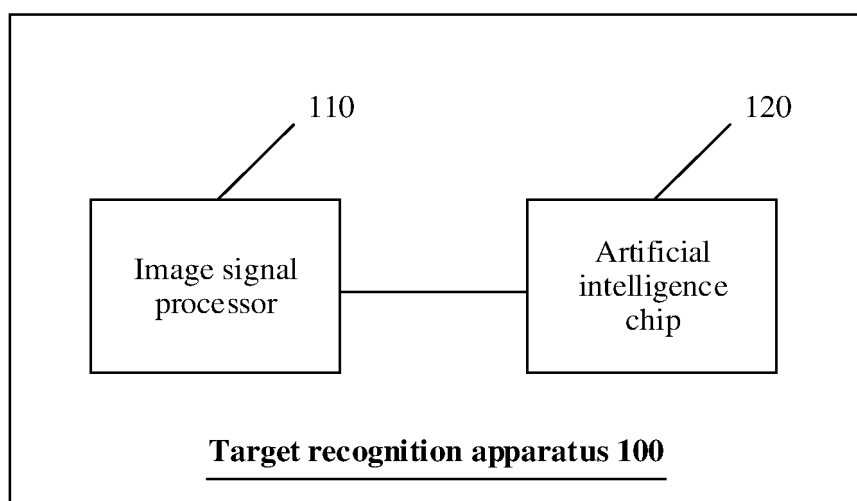 110
120
Image signal
processor
Artificial
intelligence
chip
Target recognition apparatus 100